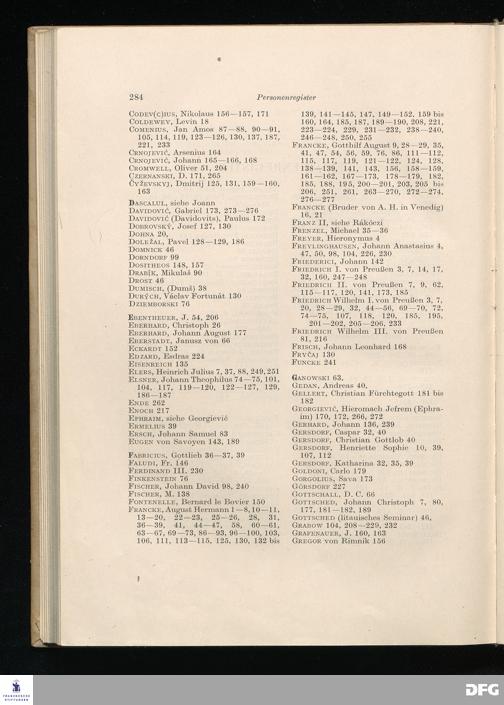 284
Personenregister
CODEV(C)IUS, Nikolaus 156—157, 171
COLDEWEY, Levin 18
COMENIUS, Jan Amos 87—88, 90—91,
105, 114, 119, 123—126, 130, 137, 187,
221, 233
CRNOJEVIĆ, Arsenius 164
CRNOJEVIĆ, Johann 165—166, 168
CROMWELL, Oliver 51, 204
CZERNANSKI, D. 171, 265
ČYŽEVSKYJ, Dmitrij 125, 131, 159—160,
163
DASCALUL, siehe Joann
DAVIDOVIĆ, Gabriel 173, 273—276
DAVIDOVIĆ (Davidovits), Paulus 172
DOBROVSKÝ, Josef 127, 130
DOHNA 20,
DOLEŽAL, Pavel 128—129, 186
DOMNICK 46
DORNDORF 99
DOSITHEOS 148, 157
DRABÍK, Mikuláš 90
DROST 46
DUMISCH, (Dumš) 38
DURÝCH, Václav Fortunát 130
DZIEMBORSKI 76
EBENTHEUER, J. 54, 206
EBERHARD, Christoph 26
EBERHARD, Johann August 177
EBERSTADT, Janusz von 66
ECKARDT 152
EDZARD, Esdras 224
EISENREICH 135
ELERS, Heinrich Julius 7, 37, 88, 249, 251
ELSNER, Johann Theophilus 74—75, 101,
104, 117, 119—120, 122—127, 129,
186—187
ENDE 262
ENOCH 217
EPHRAIM, siehe Georgievič
ERMELIUS 39
ERSCH, Johann Samuel 83
EUGEN von Savoyen 143, 189
FABRICIUS, Gottlieb 36—37, 39
FALUDI, Fr. 146
FERDINAND III. 230
FINKENSTEIN 76
FISCHER, Johann David 98, 240
FISCHER, M. 138
FONTENELLE, Bernard le Bovier 150
FRANCKE, August Hermann 1—8, 10—11,
13—20, 22—23, 25—26, 28, 31,
36—39, 41, 44—47, 58, 60—61,
63—67, 69—73, 86—93, 96—100, 103,
106, 111, 113—115, 125, 130, 132 bis
139, 141—145, 147, 149—152, 159 bis
160, 164, 185, 187, 189—190, 208, 221,
223—224, 229, 231—232, 238—240,
246—248, 250, 255
FRANCKE, Gotthilf August 9, 28—29, 35,
41, 47, 54, 56, 59, 76, 86, 111—112,
115, 117, 119, 121—122, 124, 128,
138—139, 141, 143, 156, 158—159,
161—162, 167—173, 178—179, 182,
185, 188, 195, 200—201, 203, 205 bis
206, 251, 261, 263—270, 272—274,
276—277
FRANCKE (Bruder von A. H. in Venedig)
16, 21
FRANZ II, siehe Rákóczi
FRENZEL, Michael 35—36
FREYER, Hieronymus 4
FREYLINGHAUSEN, Johann Anastasius 4,
47, 50, 98, 104, 226, 230
FRIEDERICI, Johann 142
FRIEDRICH I. von Preußen 3, 7, 14, 17,
32, 160, 247—248
FRIEDRICH II. von Preußen 7, 9, 62,
115—117, 120, 141, 173, 185
FRIEDRICH Wilhelm I. von Preußen 3, 7,
20, 28—29, 32, 44—56, 69—70, 72,
74—75, 107, 118, 120, 185, 195,
201—202, 205—206, 233
FRIEDRICH Wilhelm III. von Preußen
81, 216
FRISCH, Johann Leonhard 168
FRYČAJ 130
FUNCKE 241
GANOWSKI 63,
GEDAN, Andreas 40,
GELLERT, Christian Fürchtegott 181 bis
182
GEORGIEVIĆ, Hieromach Jefrem (Ephra-
im) 170, 172, 266, 272
GERHARD, Johann 136, 239
GERSDORF, Caspar 32, 40
GERSDORF, Christian Gottlob 40
GERSDORF, Henriette Sophie 10, 39,
107, 112
GERSDORF, Katharina 32, 35, 39
GOLDONI, Carlo 179
GORGOLIUS, Sava 173
GÖRSDORF 227
GOTTSCHALL, D. C. 66
GOTTSCHED, Johann Christoph 7, 80,
177, 181—182, 189
GOTTSCHED (litauisches Seminar) 46,
GRABOW 104, 208—229, 232
GRAFENAUER, J. 160, 163
GREGOR von Rimnik 156
DFG